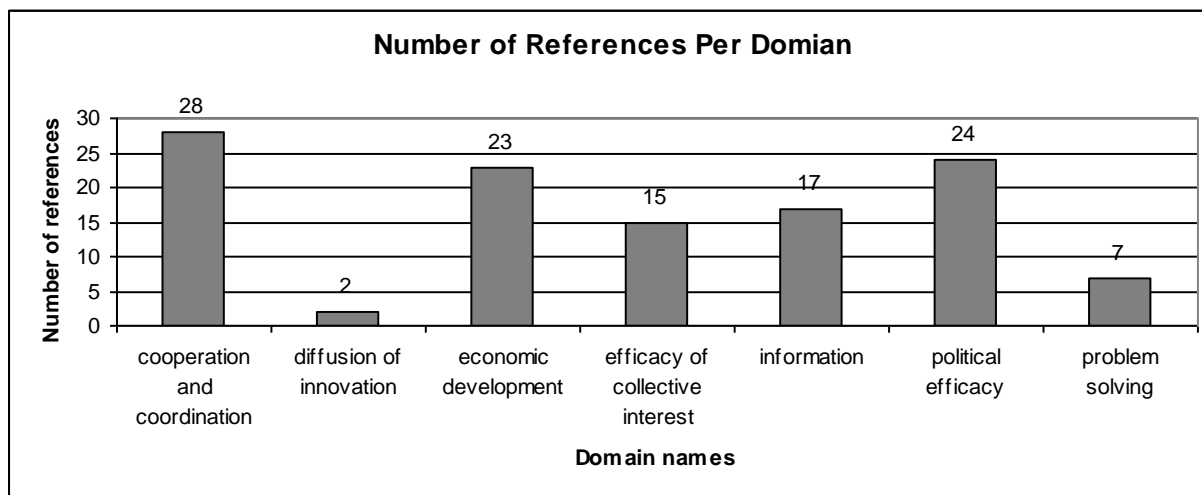 Number of References Per Domian
Number of references
30
25
20
15
10
5
0
28
2
23
15
17
24
7
cooperation
and
coordination
diffusion of
innovation
economic
development
efficacy of
collective
interest
information
political
efficacy
problem
solving
Domain names